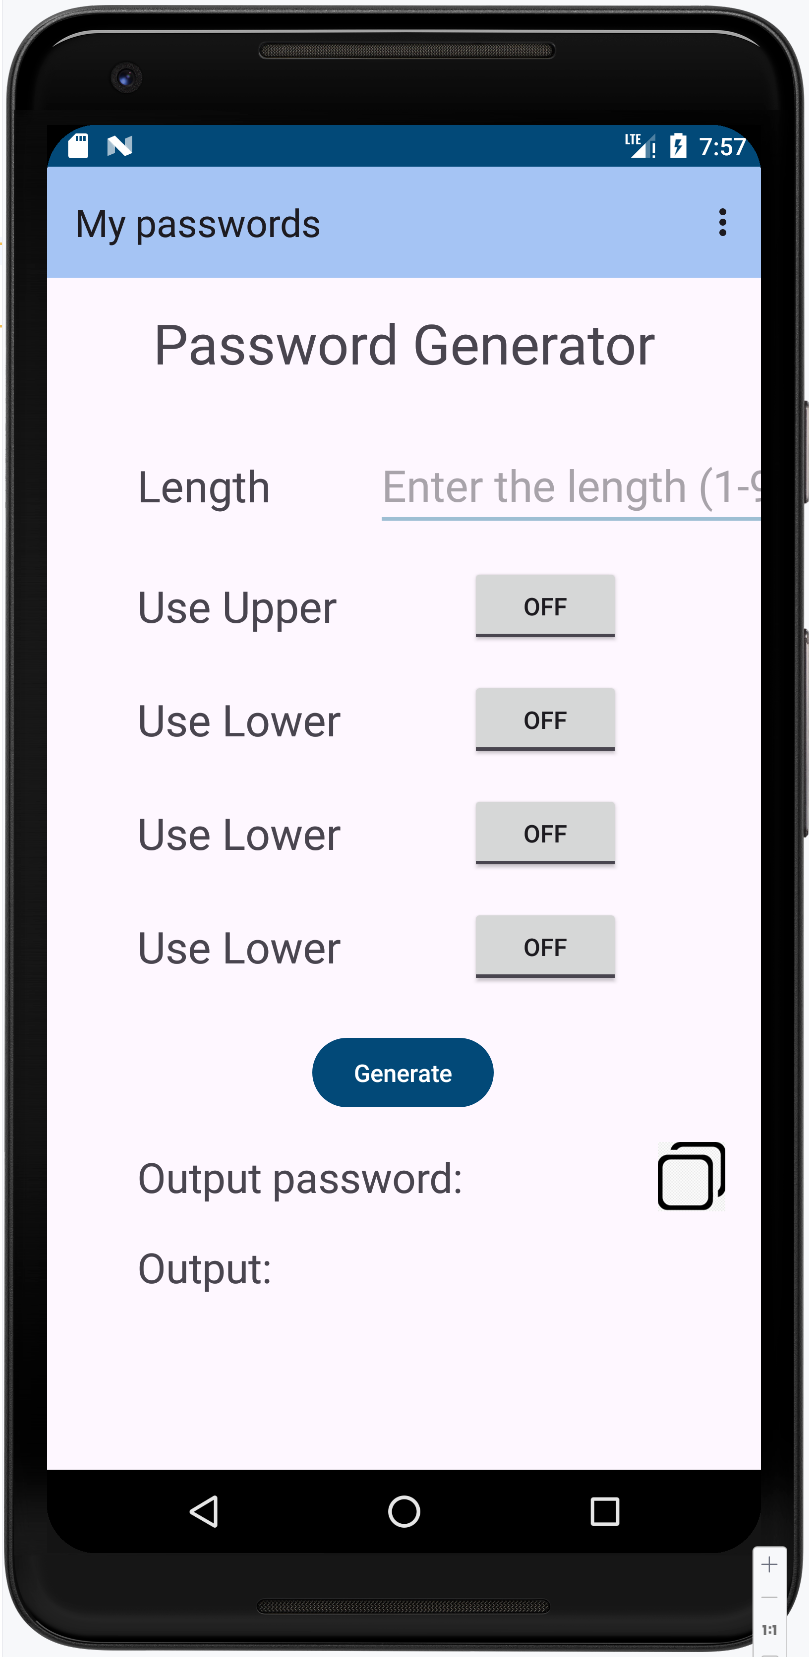 LTE 7:57
My passwords
Password Generator
Length Enter the length (1-9
Use Upper OFF
Use Lower OFF
Use Lower OFF
Use Lower OFF
Generate
Output password:
Output:
1:1